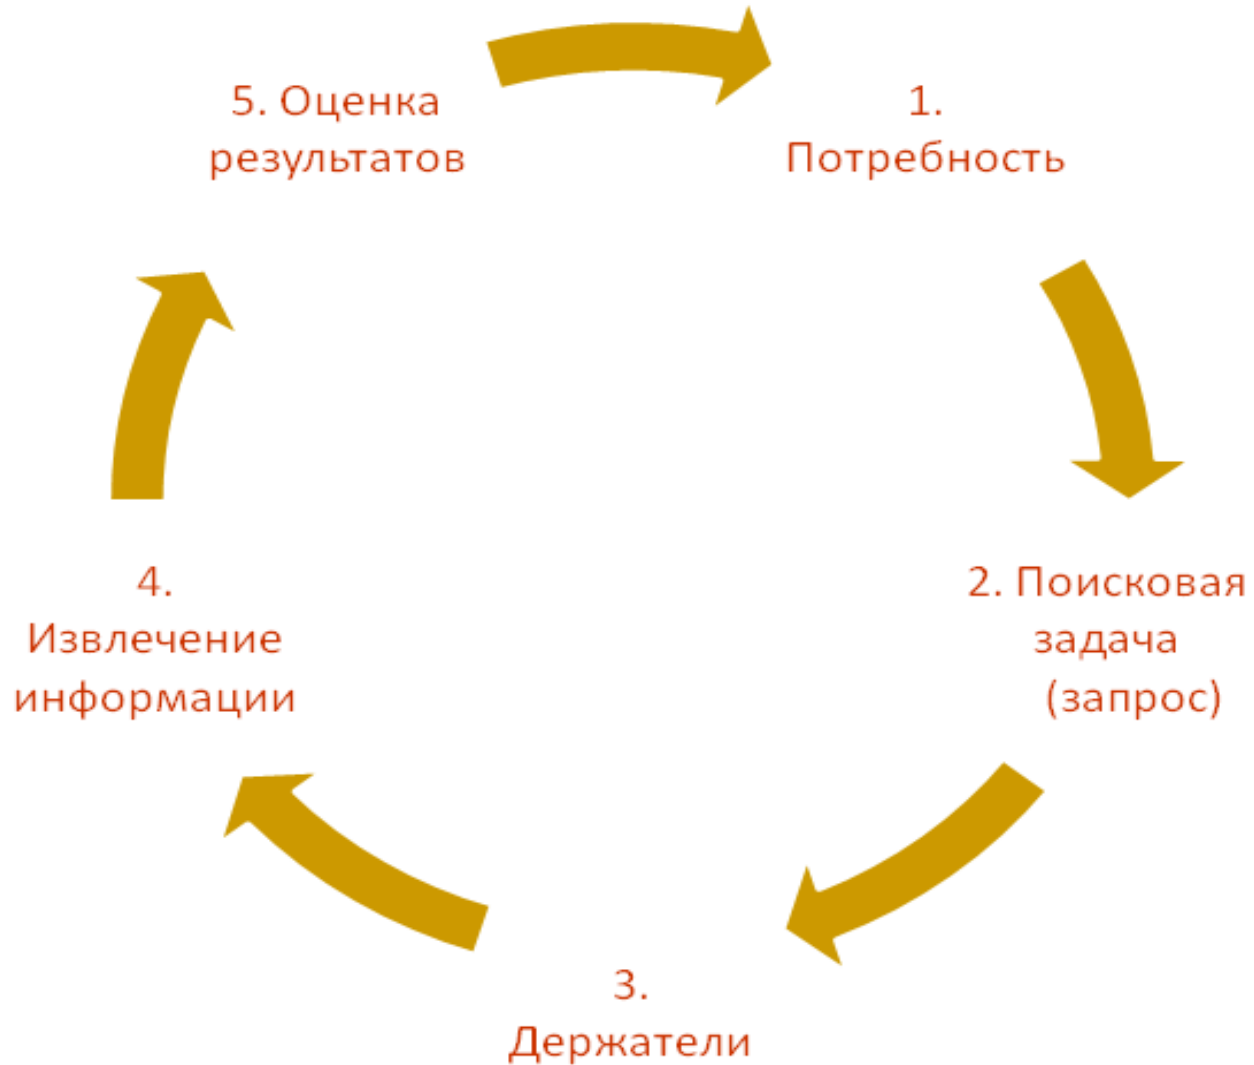 1.
Потребность
2. Поисковая
задача
(запрос)
3.
Держатели
4.
Извлечение
информации
5. Оценка
результатов